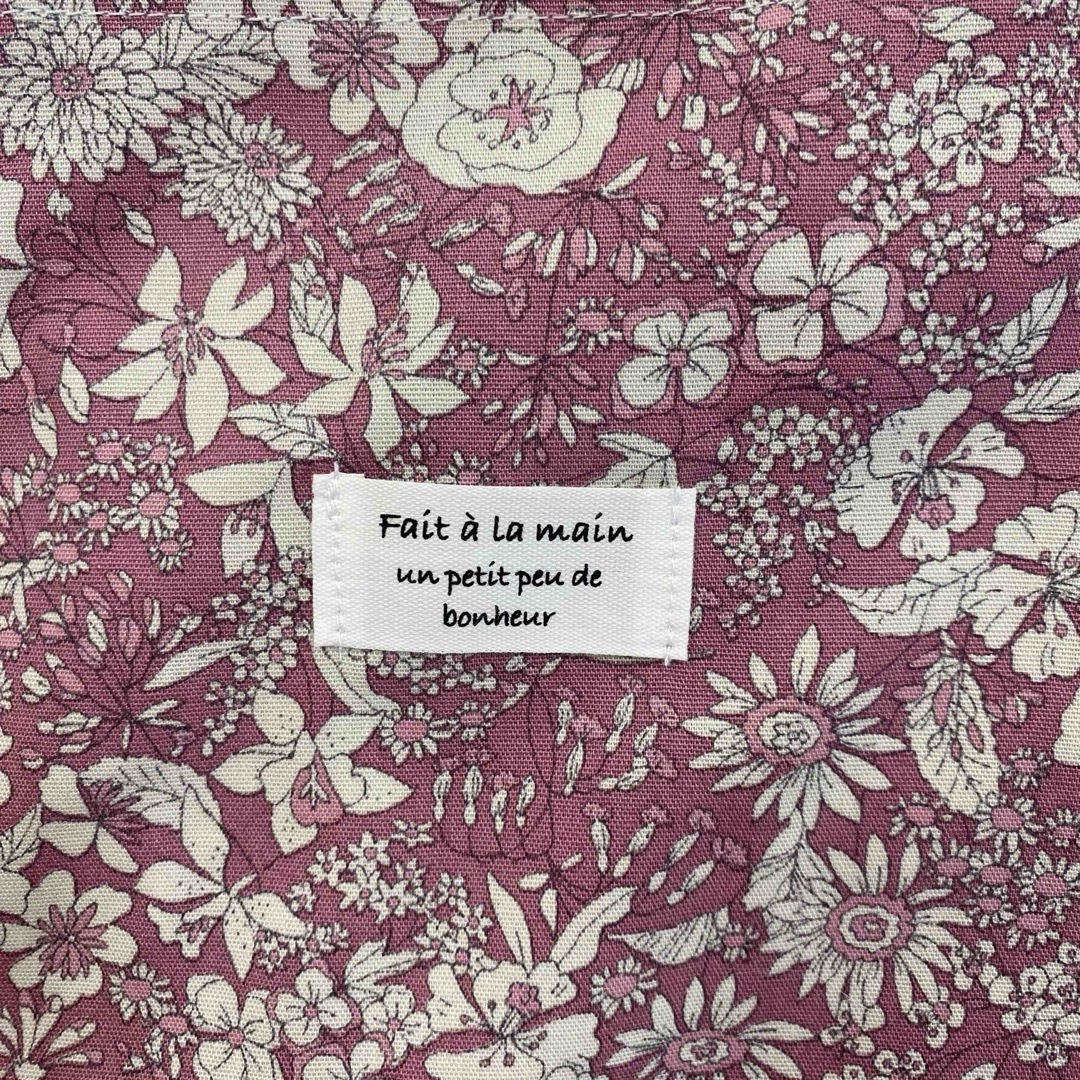 Fait à la main
un petit peu de
bonheur